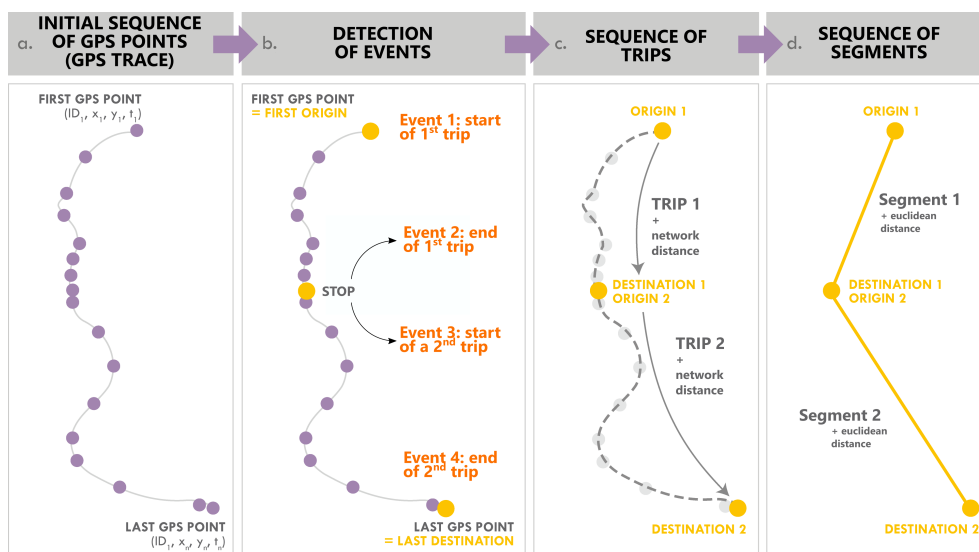 a.
INITIAL SEQUENCE
OF GPS POINTS
(GPS TRACE)
b.
DETECTION
OF EVENTS
c.
SEQUENCE OF
TRIPS
d.
SEQUENCE OF
SEGMENTS
FIRST GPS POINT
(ID₁, x₁, y₁, t₁)
LAST GPS POINT
(ID₁, xₙ, yₙ, tₙ)
FIRST GPS POINT
= FIRST ORIGIN
Event 1: start
of 1ˢᵗ trip
Event 2: end
of 1ˢᵗ trip
STOP
Event 3: start
of a 2ⁿᵈ trip
Event 4: end
of 2ⁿᵈ trip
LAST GPS POINT
= LAST DESTINATION
ORIGIN 1
TRIP 1
+
network
distance
DESTINATION 1
ORIGIN 2
TRIP 2
+
network
distance
DESTINATION 2
ORIGIN 1
Segment 1
+ euclidean
distance
DESTINATION 1
ORIGIN 2
Segment 2
+ euclidean
distance
DESTINATION 2